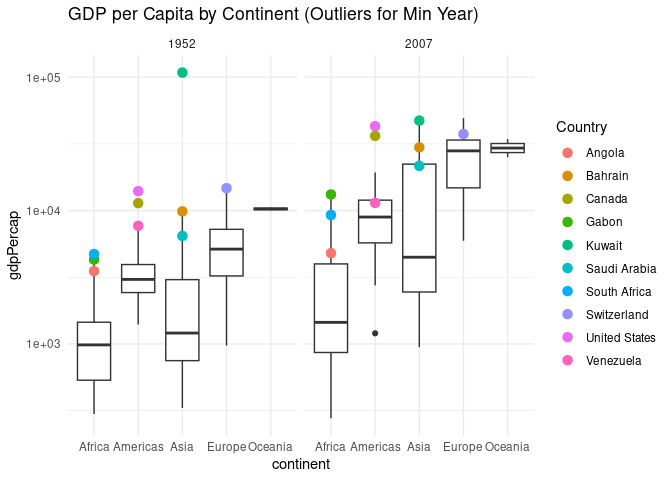 GDP per Capita by Continent (Outliers for Min Year)
1952
2007
1e+05
1e+04
1e+03
gdpPercap
Africa Americas Asia Europe Oceania
Africa Americas Asia Europe Oceania
continent
Country
Angola
Bahrain
Canada
Gabon
Kuwait
Saudi Arabia
South Africa
Switzerland
United States
Venezuela